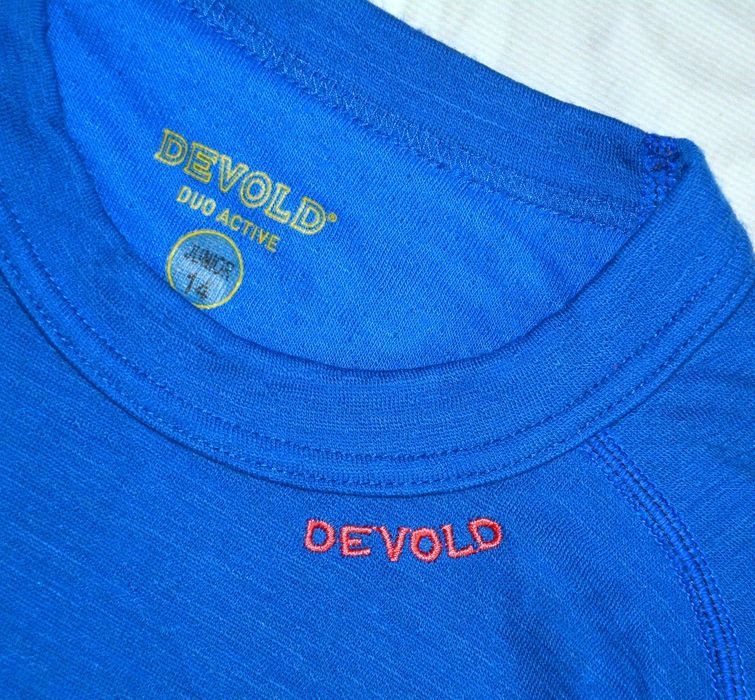 DEVOLD®
DUO ACTIVE
JUNIOR
14
DEVOLD